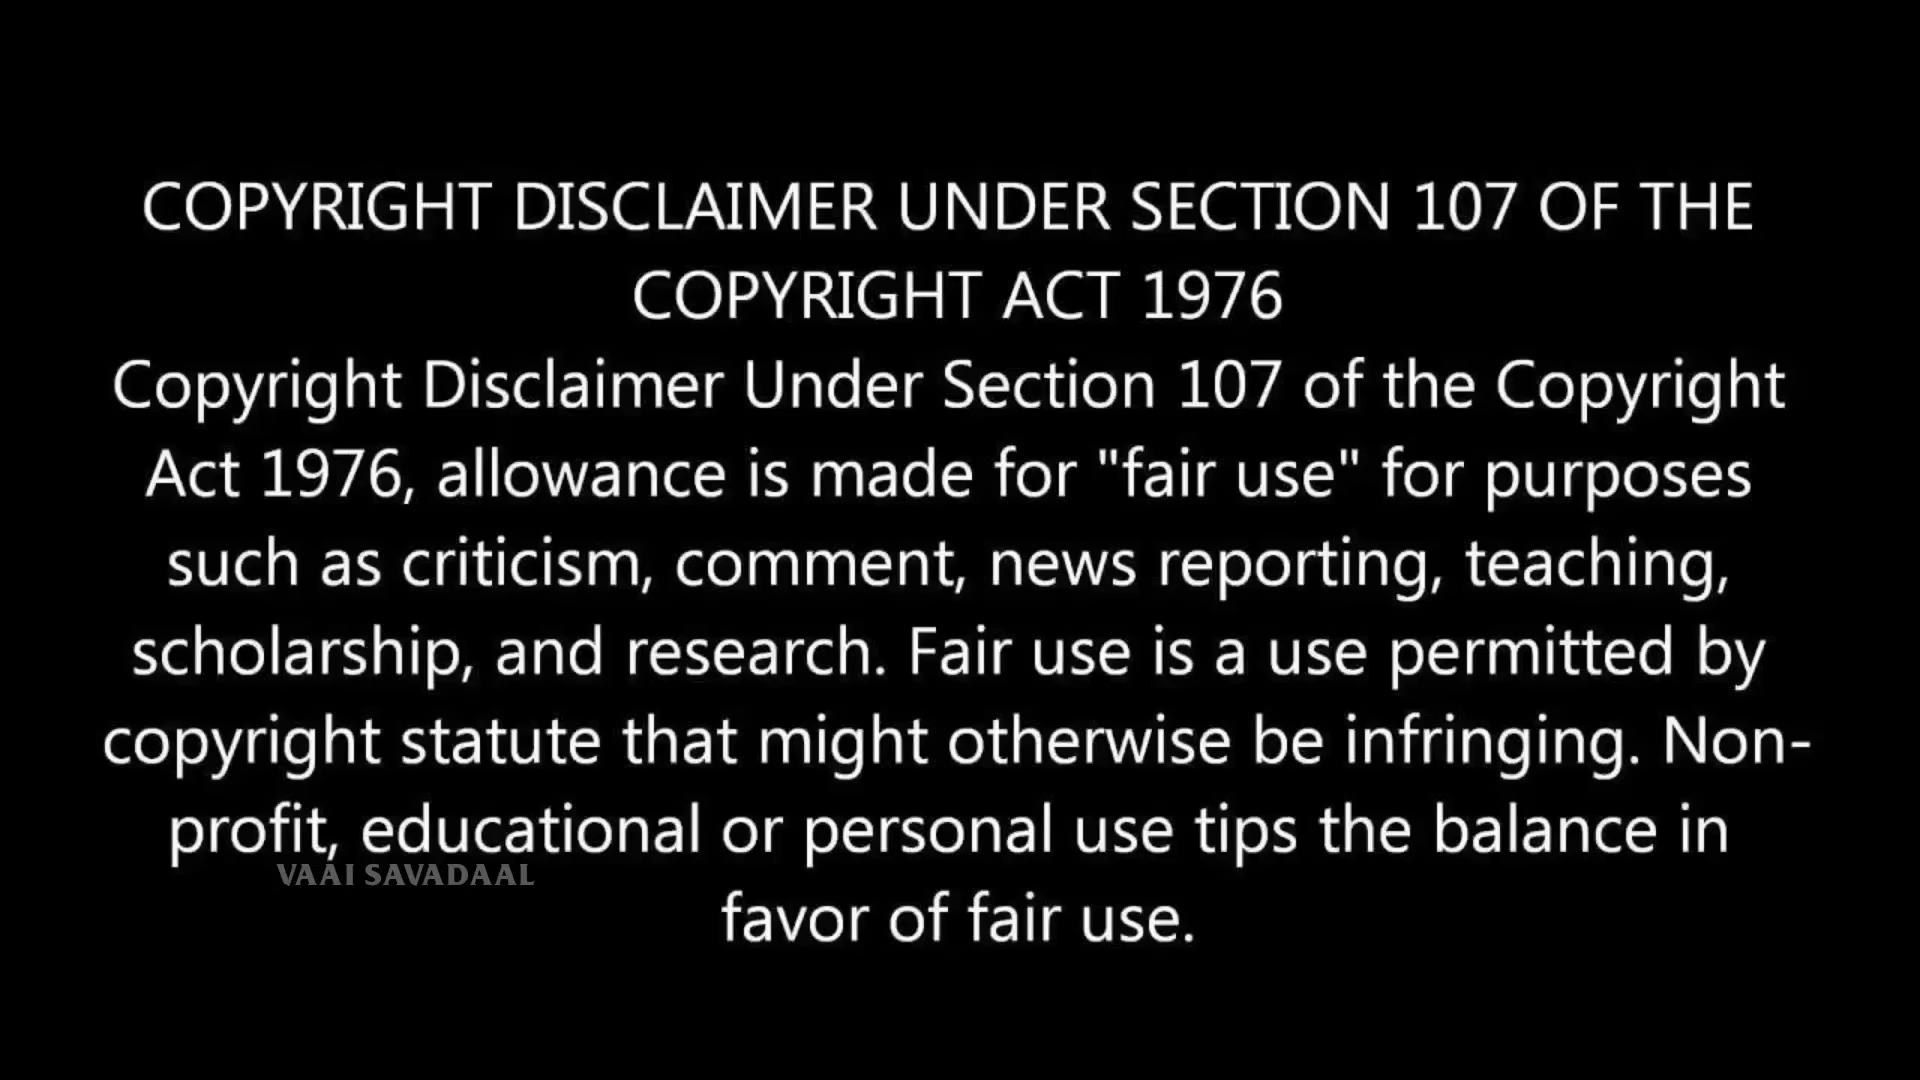 COPYRIGHT DISCLAIMER UNDER SECTION 107 OF THE
COPYRIGHT ACT 1976
Copyright Disclaimer Under Section 107 of the Copyright
Act 1976, allowance is made for "fair use" for purposes
such as criticism, comment, news reporting, teaching,
scholarship, and research. Fair use is a use permitted by
copyright statute that might otherwise be infringing. Non-
profit, educational or personal use tips the balance in
VAAI SAVADAAL
favor of fair use.